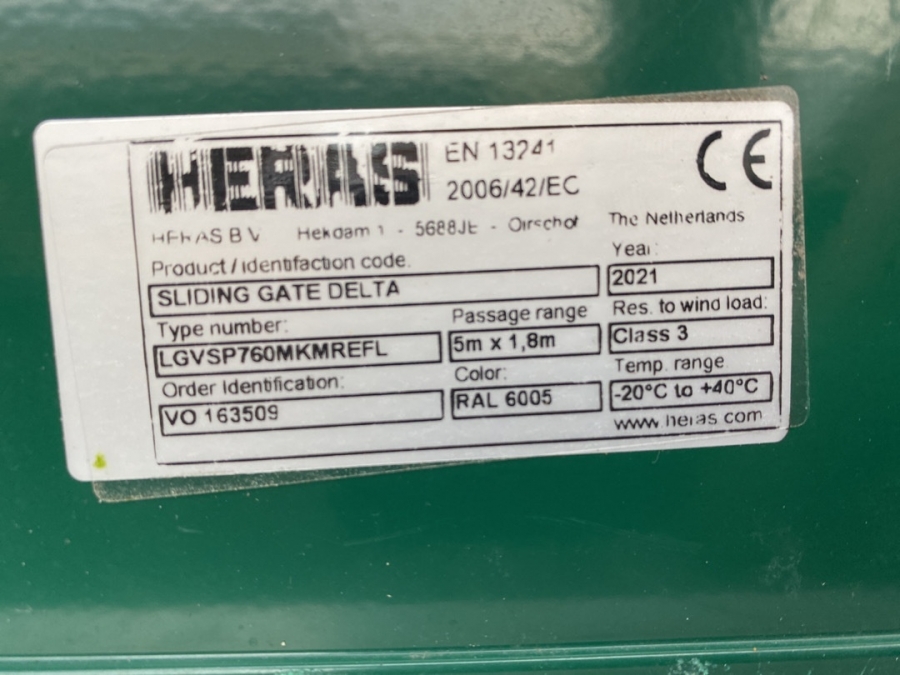 HERAS
EN 13241
2006/42/EC
CE
HERAS B V Hekdam 1 - 5688JE - Oirschot The Netherlands
Product / identifaction code.
SLIDING GATE DELTA
Year:
2021
Type number:
LGVSP760MKMREFL
Passage range
5m x 1,8m
Res. to wind load:
Class 3
Order Identification:
VO 163509
Color:
RAL 6005
Temp. range
-20°C to +40°C
www.heras.com